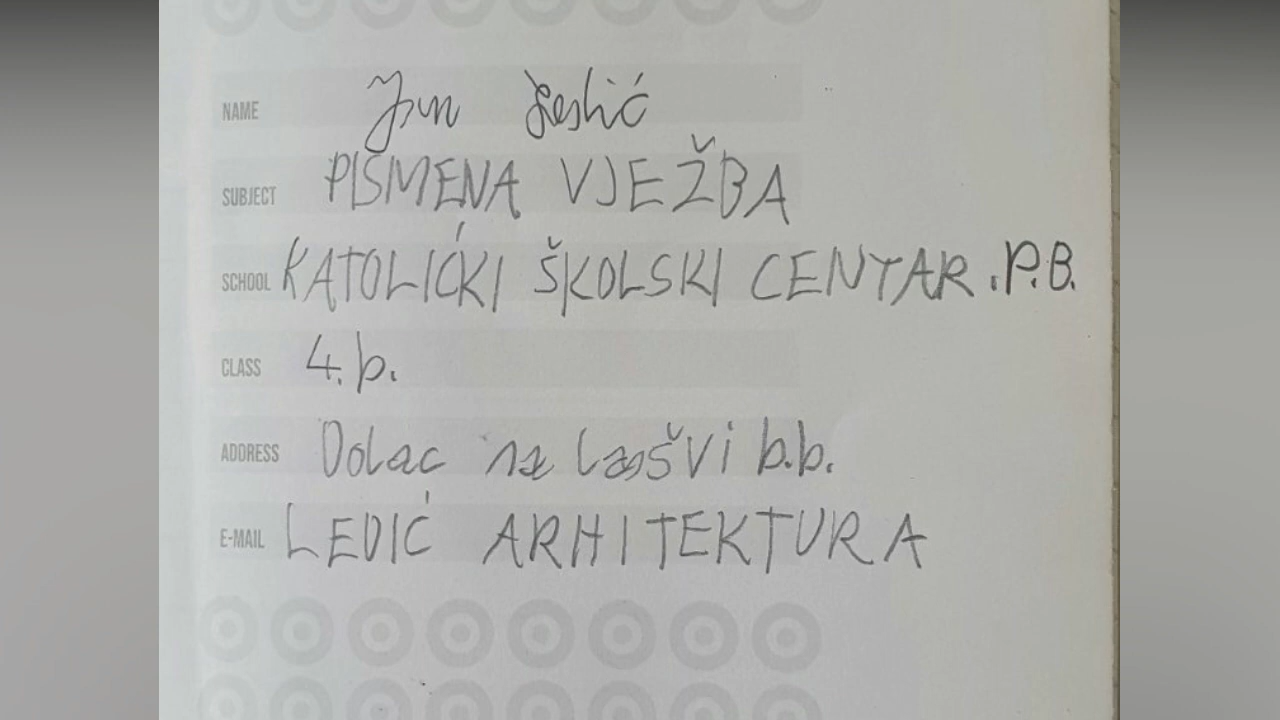 NAME
SUBJECT PISMENA VJEŽBA
SCHOOL KATOLIĆKI ŠKOLSKI CENTAR .P.B.
CLASS 4.b.
ADDRESS Dolac na Lašvi b.b.
E-MAIL LEDIĆ ARHITEKTURA